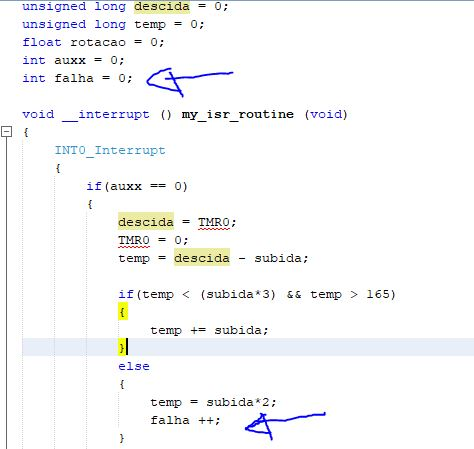 unsigned long descida = 0;
unsigned long temp = 0;
float rotacao = 0;
int auxx = 0;
int falha = 0;
void __interrupt () my_isr_routine (void)
{
INT0_Interrupt
{
if(auxx == 0)
{
descida = TMR0;
TMR0 = 0;
temp = descida - subida;
if(temp < (subida*3) && temp > 165)
{
temp += subida;
}
else
{
temp = subida*2;
falha ++;
}